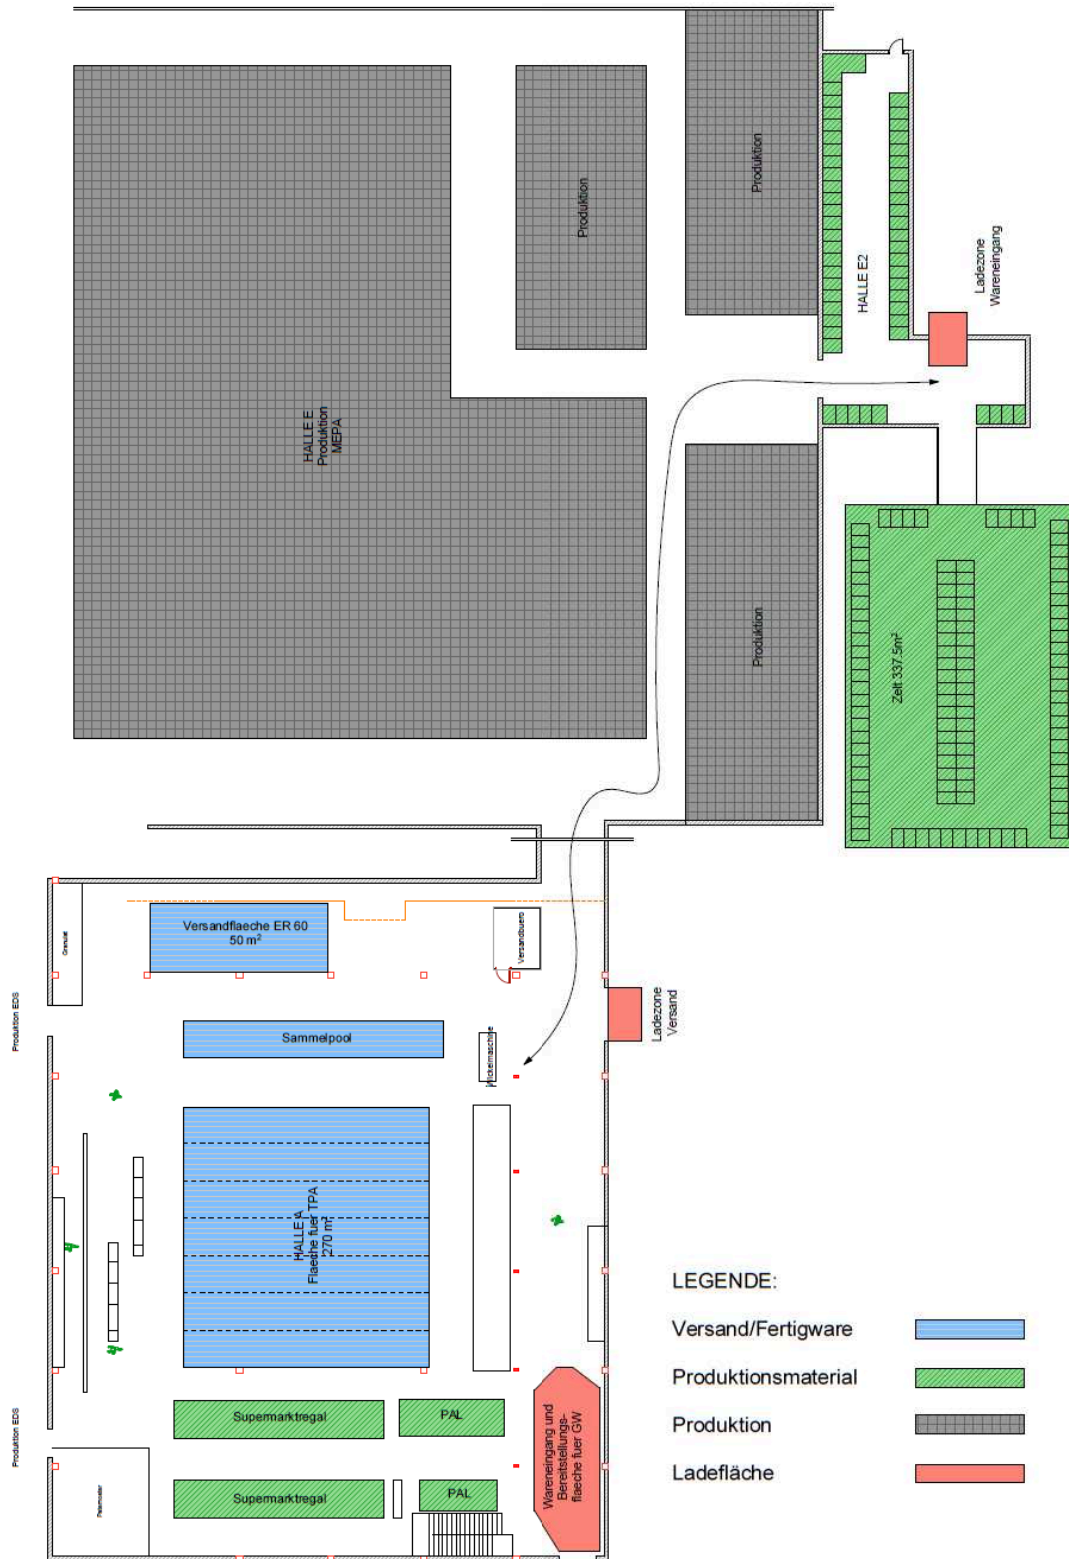 Produktion
Produktion
HALLE E2
Ladezone
Wareneingang
HALLE E
Produktion
MEPA
Produktion
Zelt 337.5m²
Versandflaeche ER 60
50 m²
Versandbuero
Granulat
Produktion EDS
Sammelpool
Wickelmaschine
Ladezone
Versand
HALLE A
Flaeche fuer TPA
270 m²
LEGENDE:
Versand/Fertigware
Produktionsmaterial
Produktion
Ladefläche
Supermarktregal
PAL
Wareneingang und
Bereitstellungs-
flaeche fuer GW
Produktion EDS
Supermarktregal
PAL